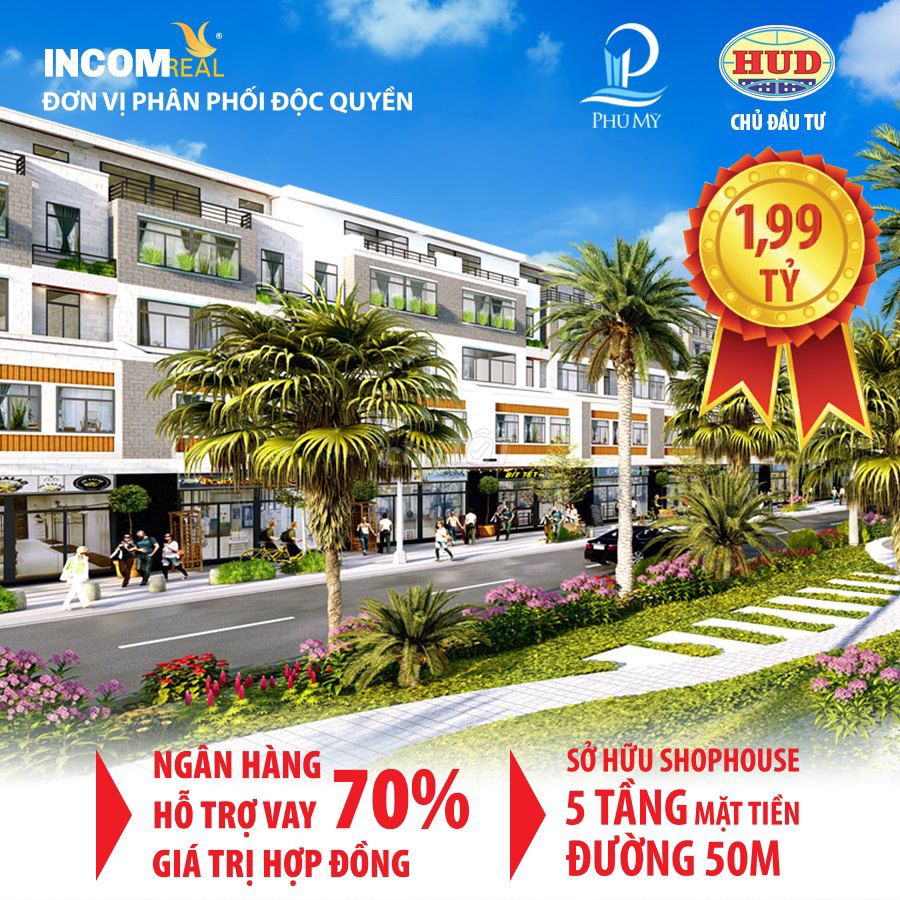 INCOMREAL®
ĐƠN VỊ PHÂN PHỐI ĐỘC QUYỀN
PHÚ MỸ
HUD
CHỦ ĐẦU TƯ
1,99
TỶ
NGÂN HÀNG
HỖ TRỢ VAY 70%
GIÁ TRỊ HỢP ĐỒNG
SỞ HỮU SHOPHOUSE
5 TẦNG MẶT TIỀN
ĐƯỜNG 50M